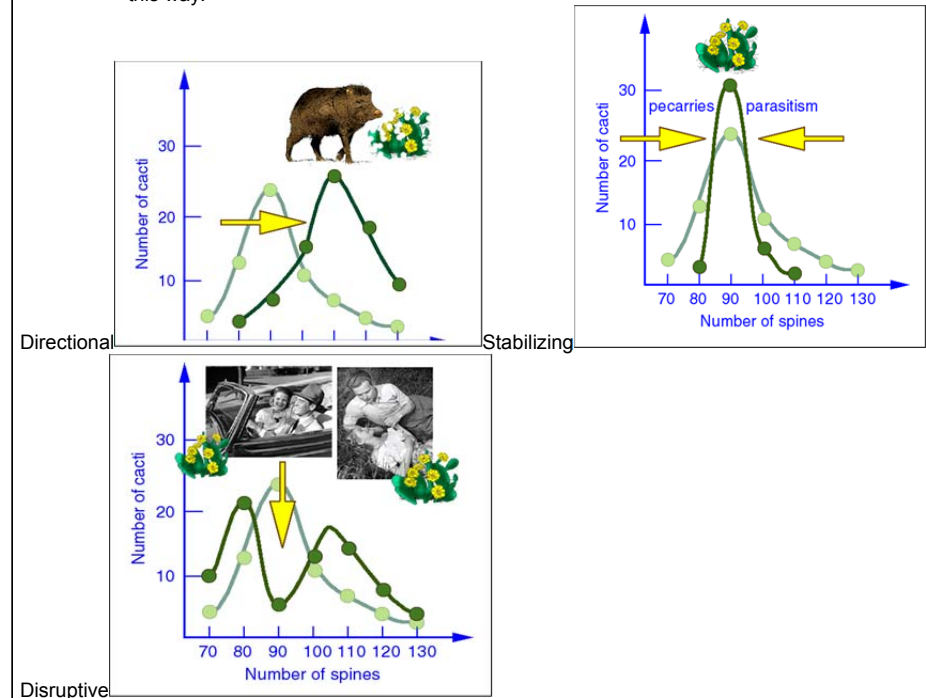 this way.
30
20
10
Number of cacti
Directional
30
20
10
Number of cacti
pecarries parasitism
70 80 90 100 110 120 130
Number of spines
Stabilizing
30
20
10
Number of cacti
70 80 90 100 110 120 130
Number of spines
Disruptive